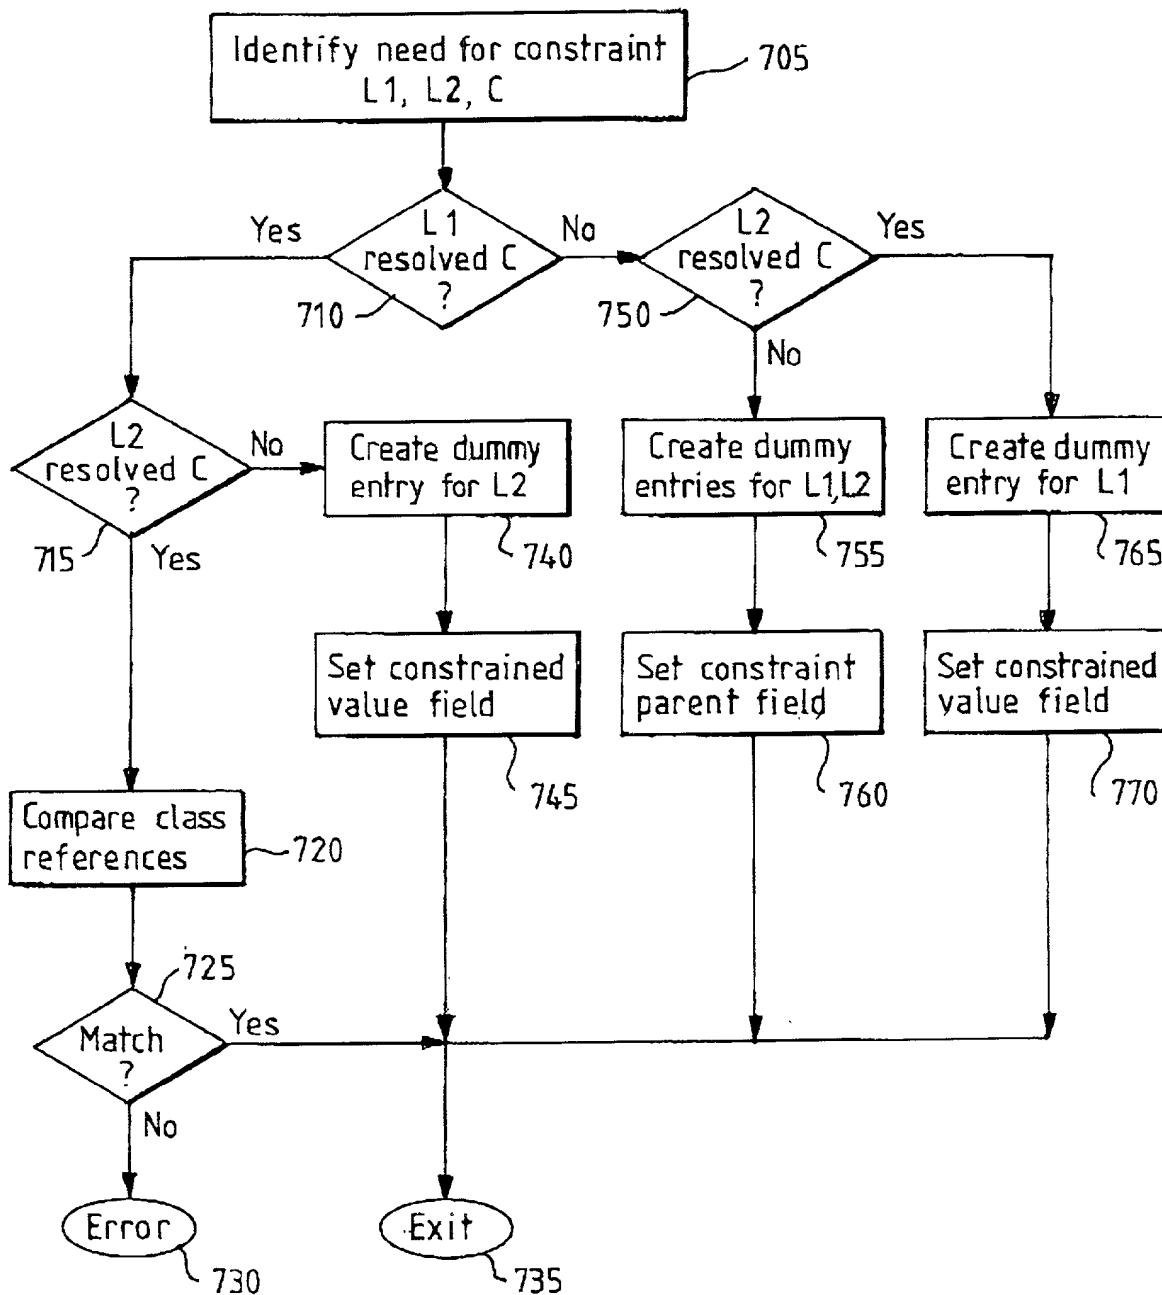 Identify need for constraint
L1, L2, C
705
Yes
L1
resolved C
?
710
No
L2
resolved C
?
750
Yes
No
L2
resolved C
?
715
No
Yes
Create dummy
entry for L2
740
Create dummy
entries for L1,L2
755
Create dummy
entry for L1
765
Set constrained
value field
745
Set constraint
parent field
760
Set constrained
value field
770
Compare class
references
720
725
Match
?
Yes
No
Error
730
Exit
735